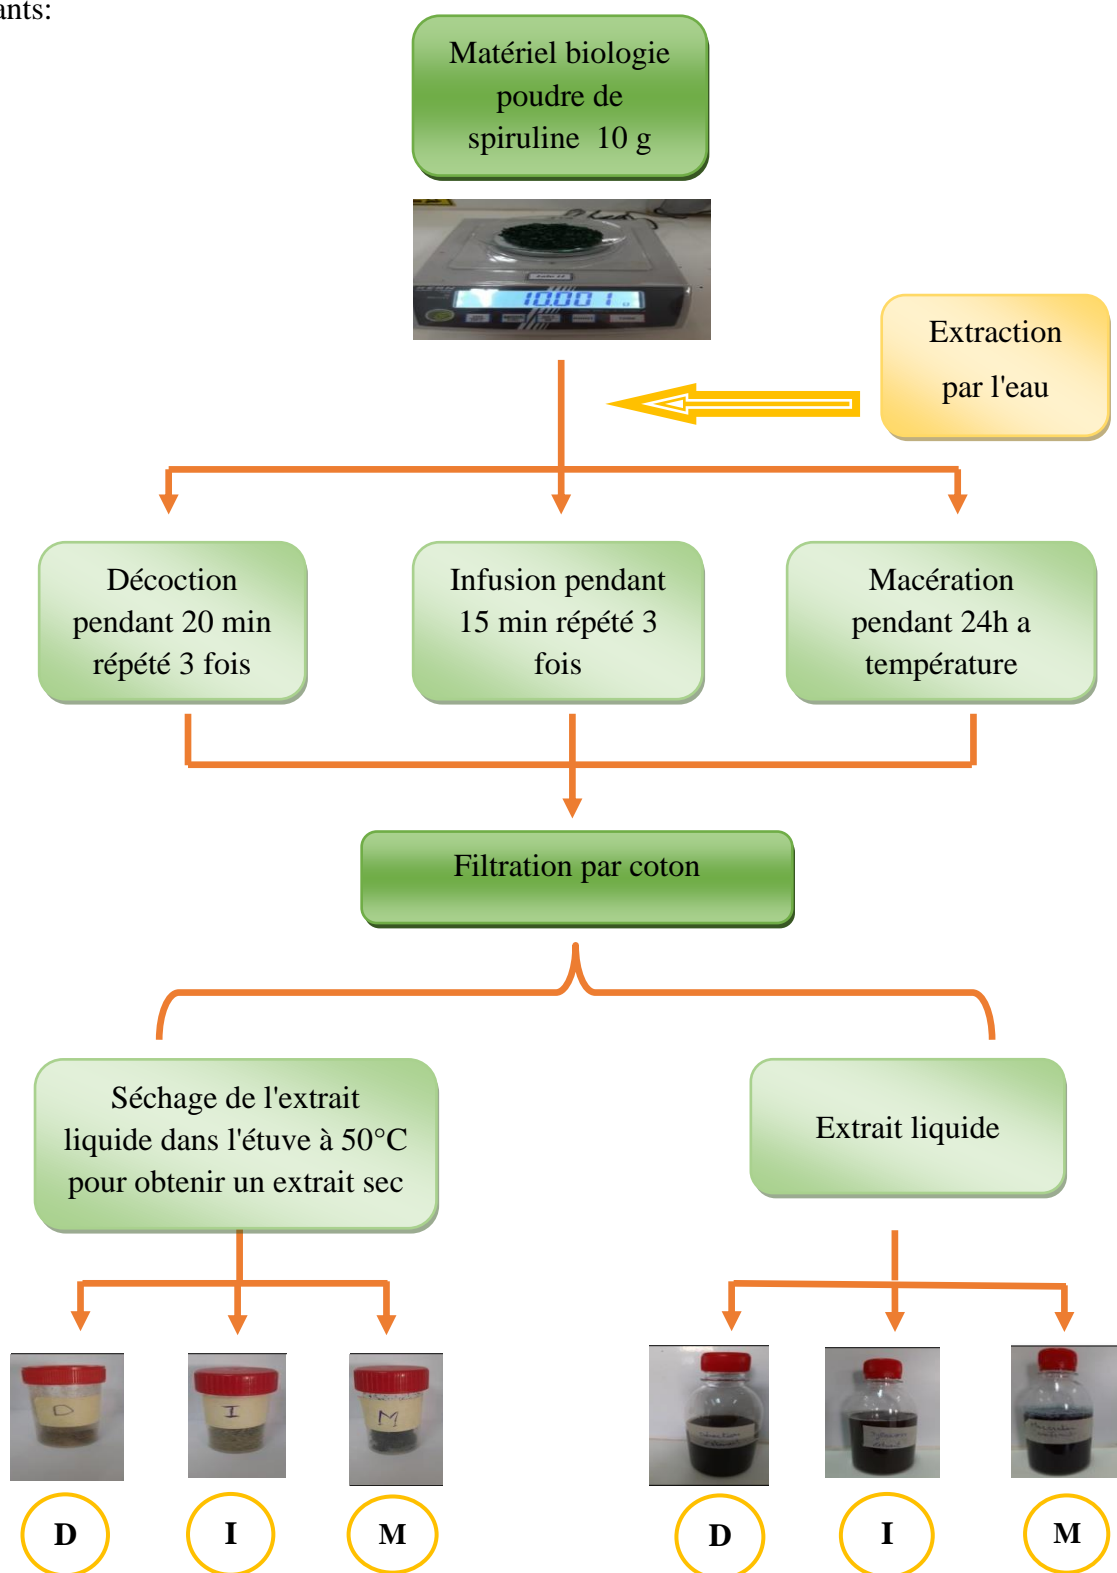 ants:
Matériel biologie
poudre de
spiruline 10 g
10.001
Extraction
par l'eau
Décoction
pendant 20 min
répété 3 fois
Infusion pendant
15 min répété 3
fois
Macération
pendant 24h a
température
Filtration par coton
Séchage de l'extrait
liquide dans l'étuve à 50°C
pour obtenir un extrait sec
Extrait liquide
D
I
M
D
I
M
D
I
M